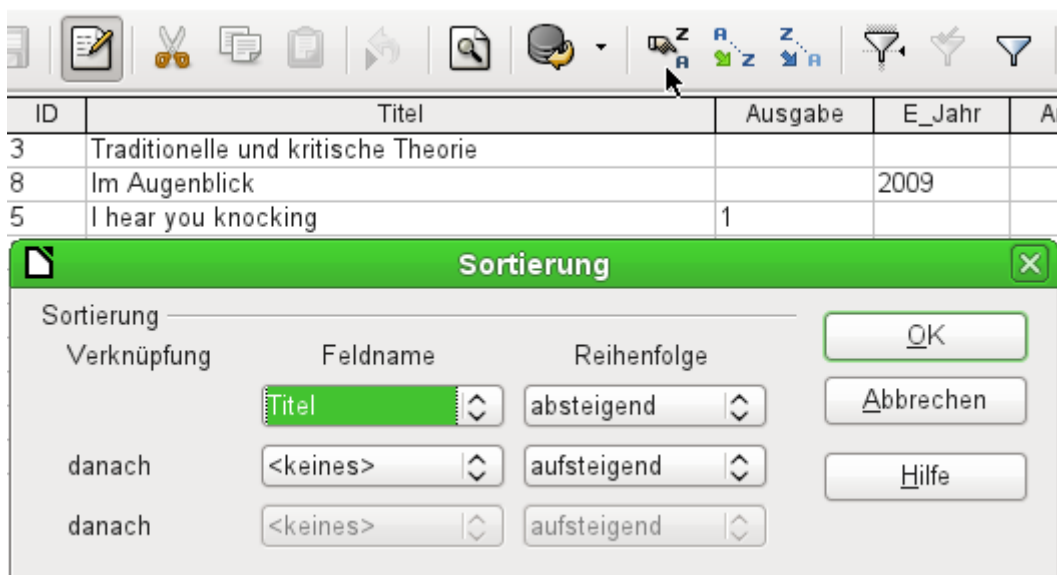 ID Titel Ausgabe E_Jahr
3 Traditionelle und kritische Theorie
8 Im Augenblick 2009
5 I hear you knocking 1
Sortierung
Sortierung
Verknüpfung Feldname Reihenfolge
OK
Titel absteigend
Abbrechen
danach <keines> aufsteigend
Hilfe
danach <keines> aufsteigend